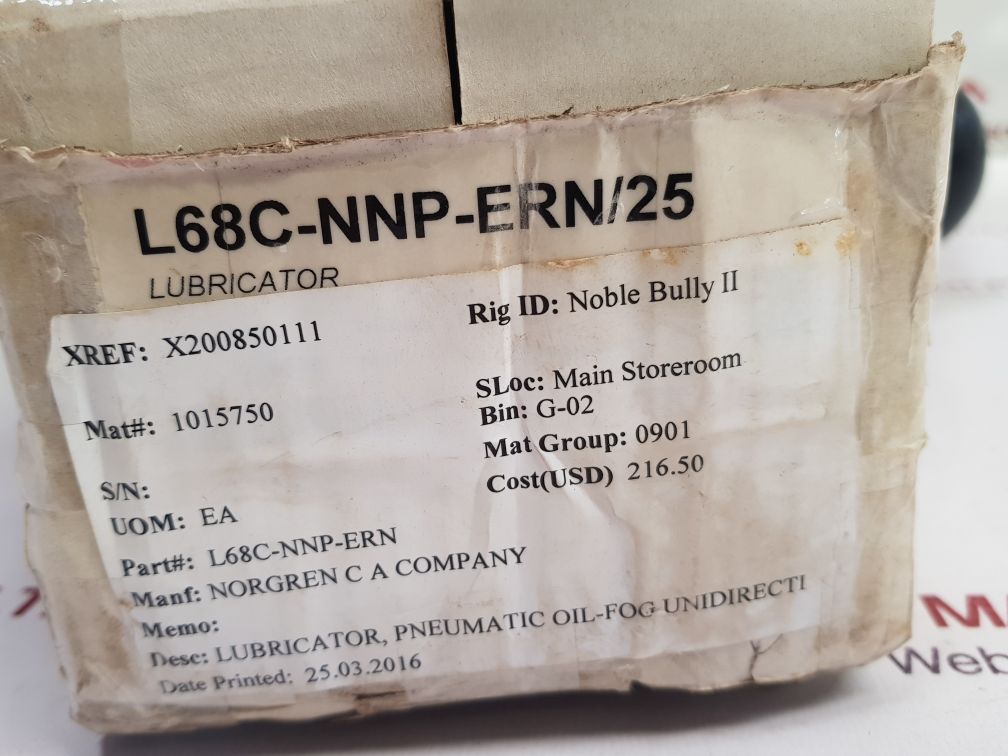 L68C-NNP-ERN/25
LUBRICATOR
XREF: X200850111
Rig ID: Noble Bully II
Mat#: 1015750
SLoc: Main Storeroom
Bin: G-02
Mat Group: 0901
S/N:
Cost(USD) 216.50
UOM: EA
Part#: L68C-NNP-ERN
Manf: NORGREN C A COMPANY
Memo:
Desc: LUBRICATOR, PNEUMATIC OIL-FOG UNIDIRECTI
Date Printed: 25.03.2016
Web